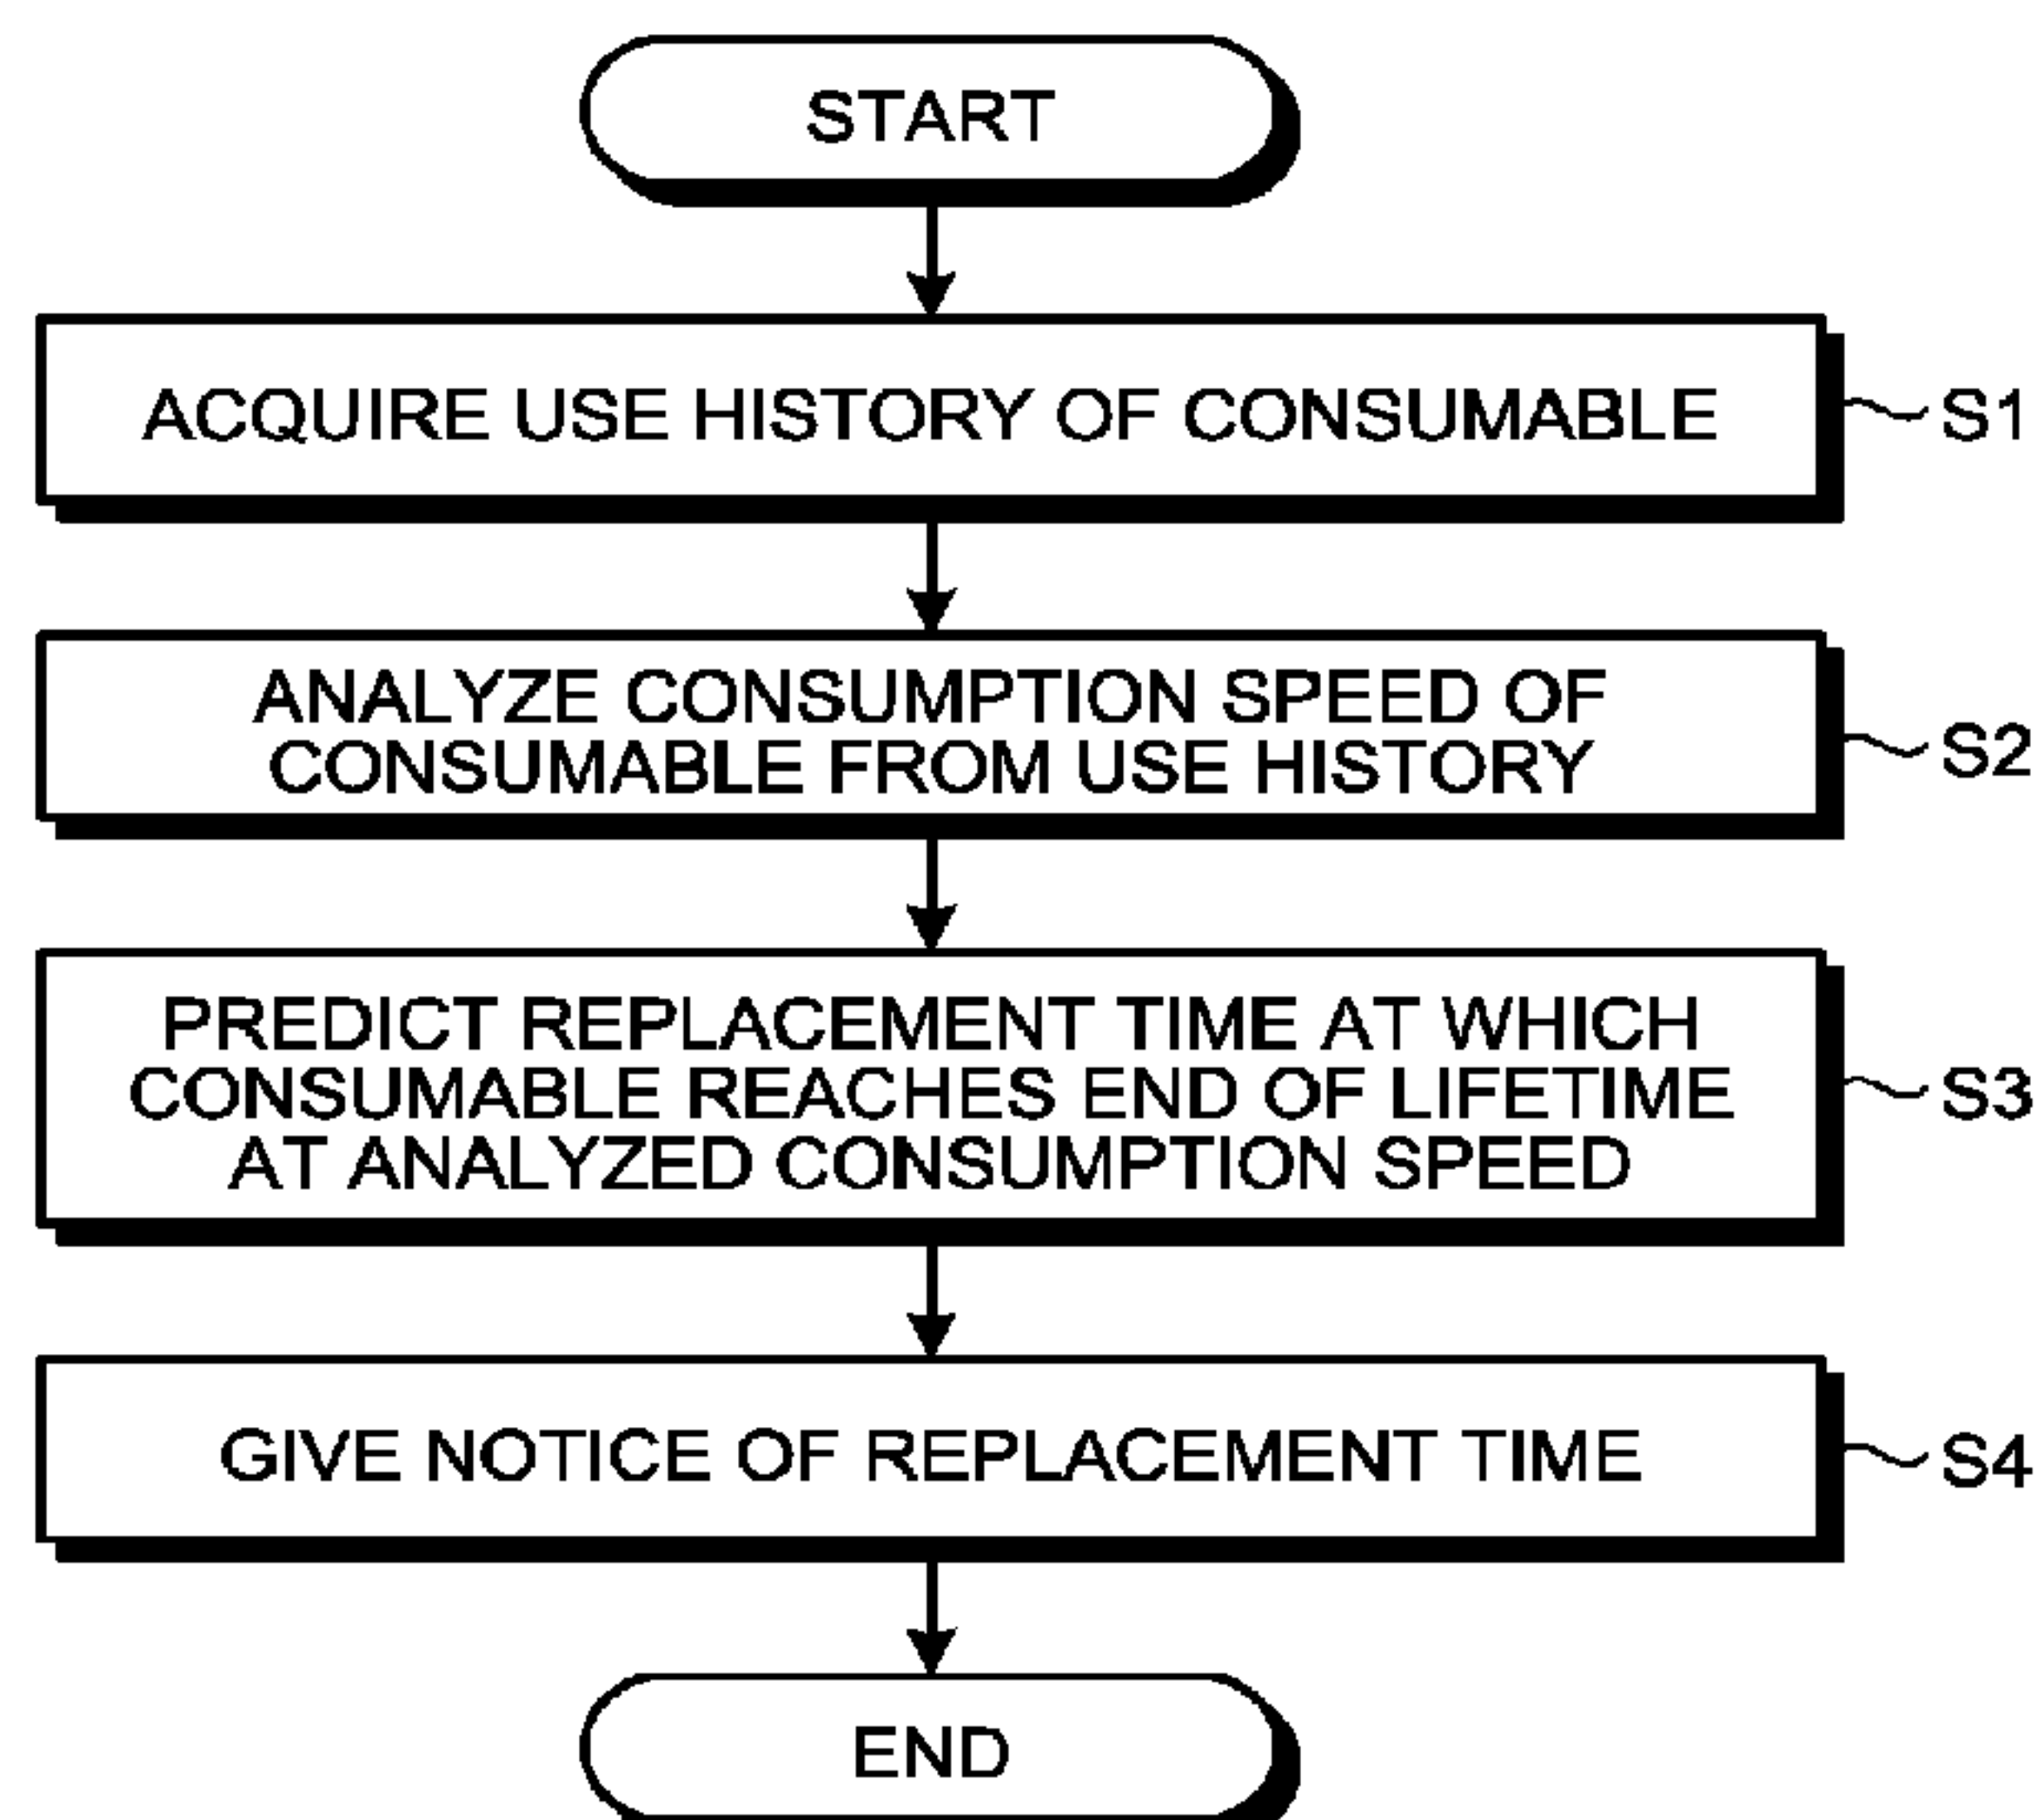 START
ACQUIRE USE HISTORY OF CONSUMABLE
S1
ANALYZE CONSUMPTION SPEED OF
CONSUMABLE FROM USE HISTORY
S2
PREDICT REPLACEMENT TIME AT WHICH
CONSUMABLE REACHES END OF LIFETIME
AT ANALYZED CONSUMPTION SPEED
S3
GIVE NOTICE OF REPLACEMENT TIME
S4
END